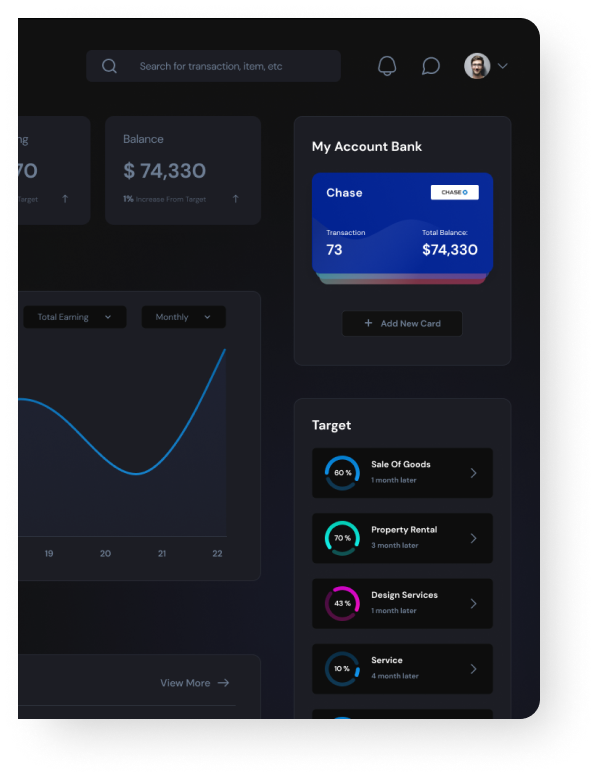 Search for transaction, item, etc
ng
70
Target
Balance
$ 74,330
1% Increase From Target
My Account Bank
Chase
CHASE
Transaction
73
Total Balance:
$74,330
Add New Card
Total Earning
Monthly
19
20
21
22
Target
60 %
Sale Of Goods
1 month later
70 %
Property Rental
3 month later
43 %
Design Services
1 month later
10 %
Service
4 month later
View More